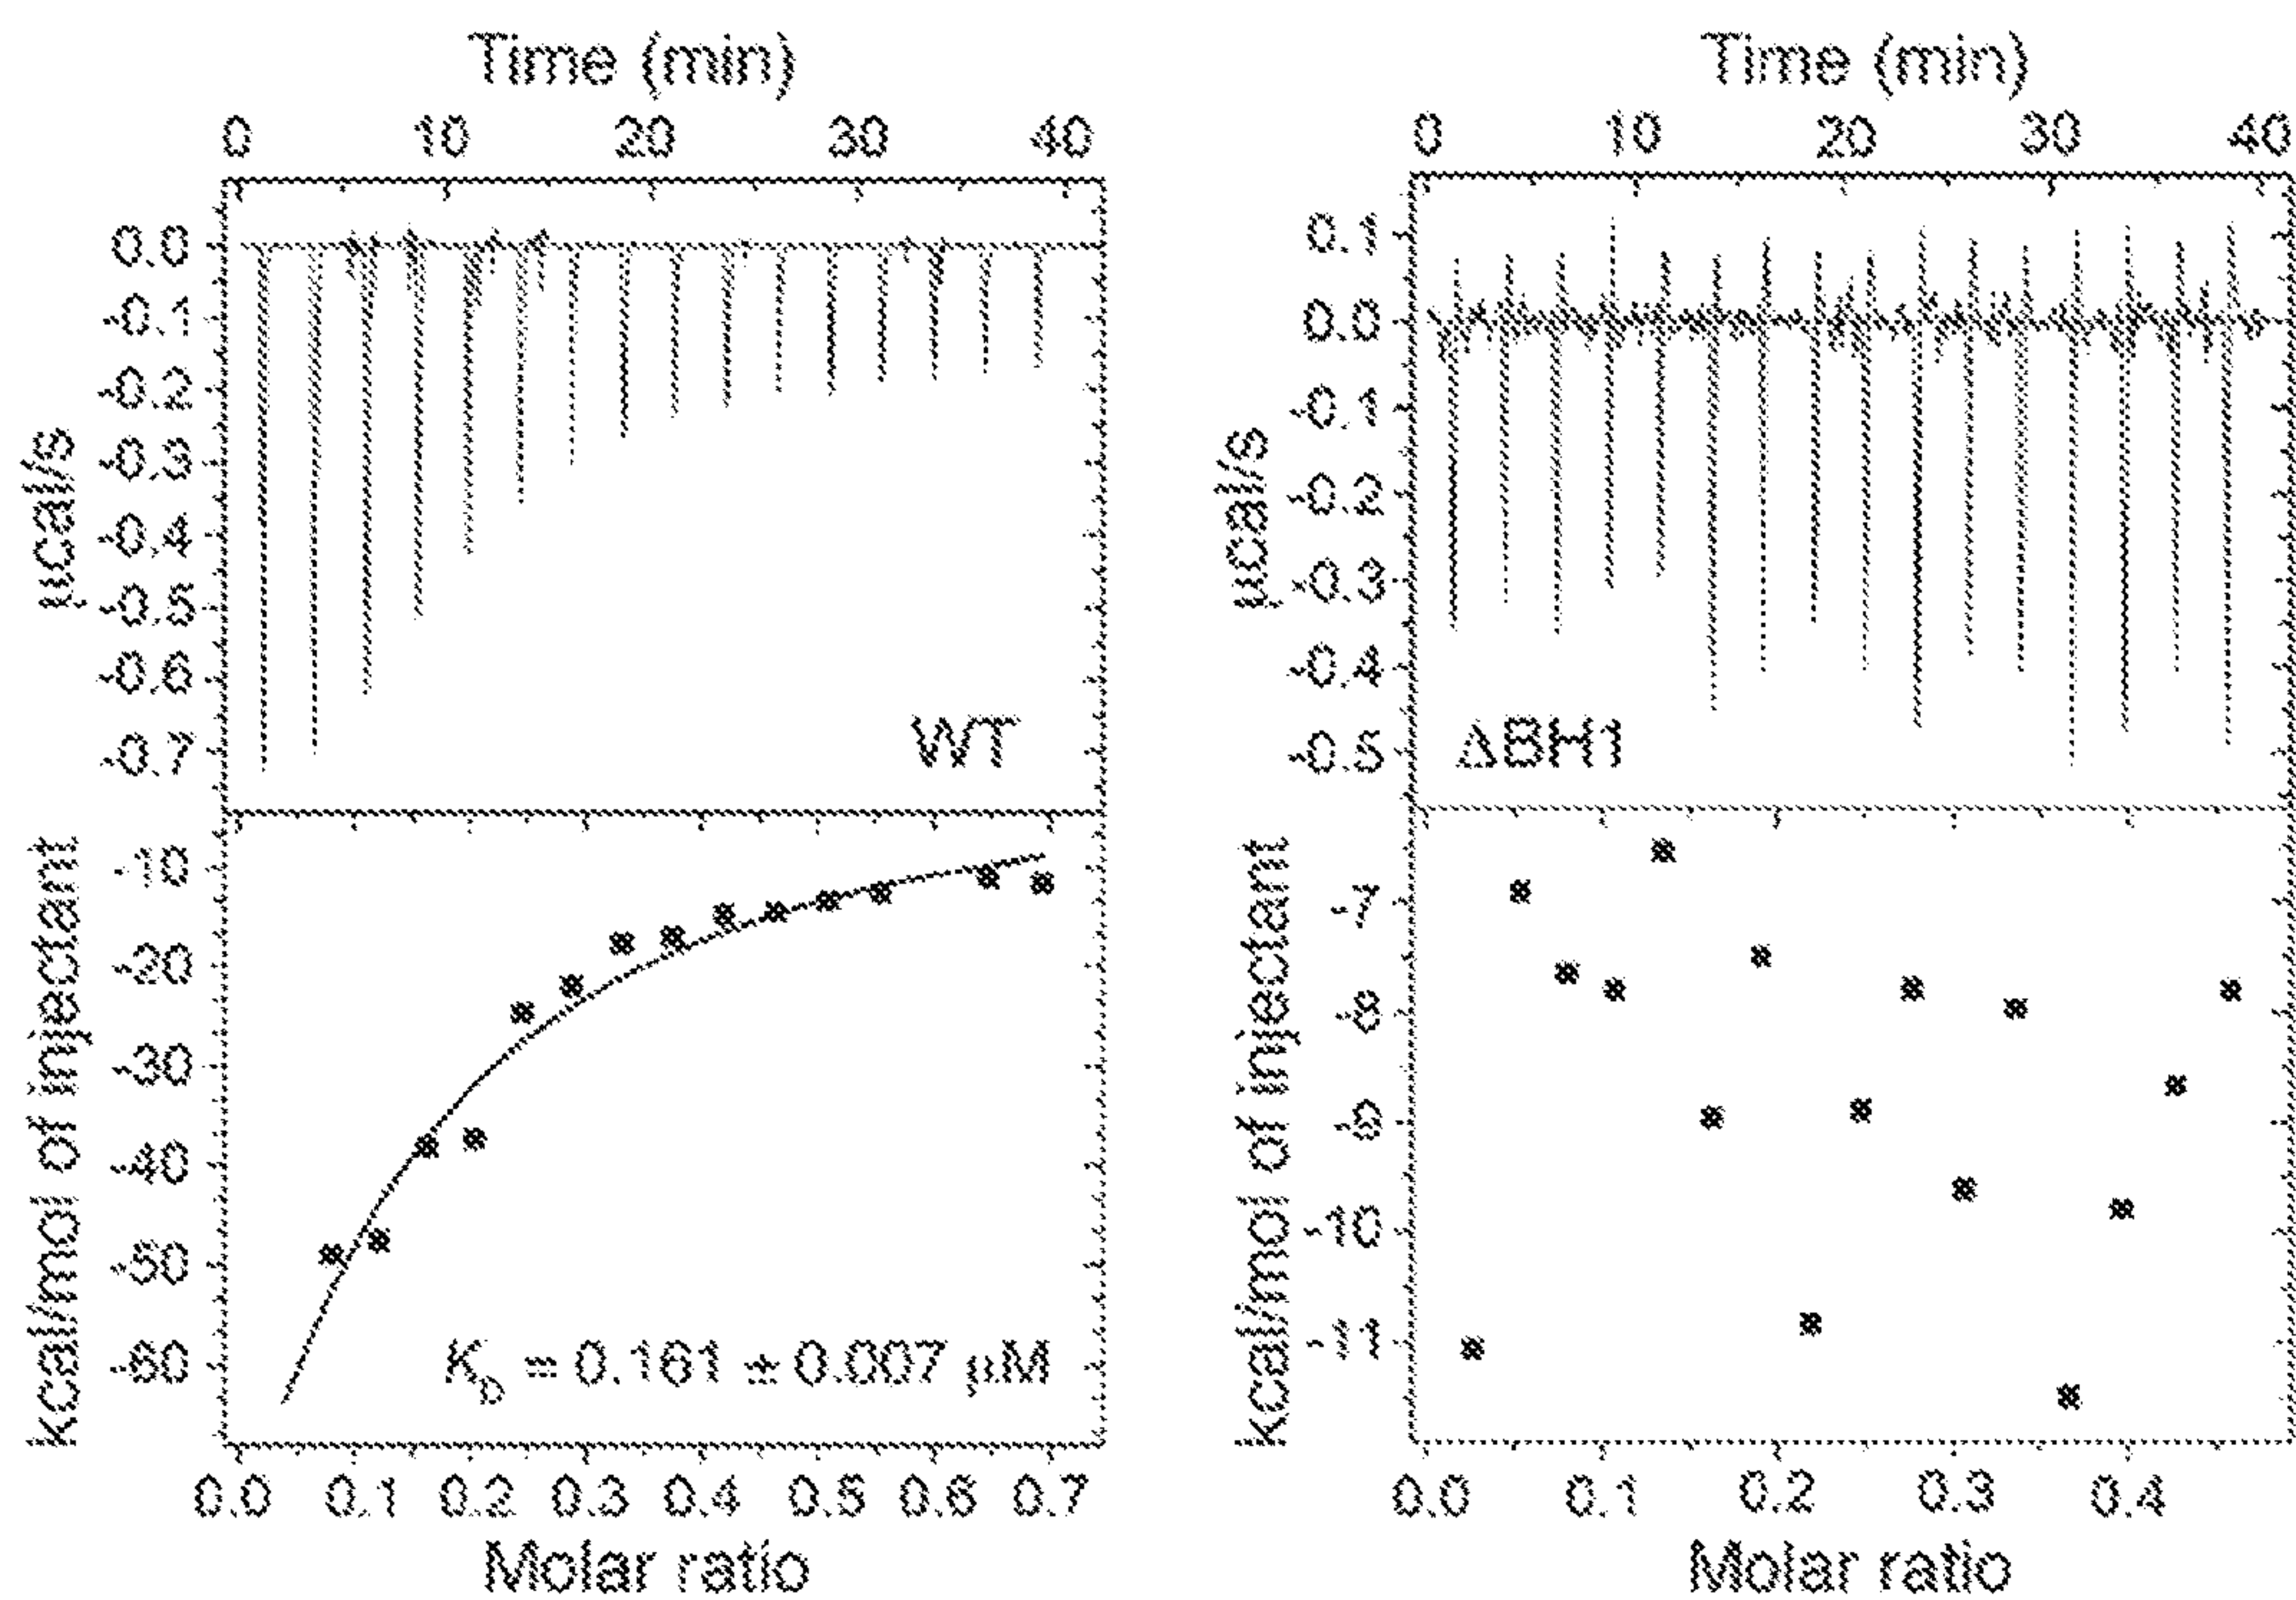 Time (min)
0 10 20 30 40
0.0
-0.1
-0.2
-0.3
-0.4
-0.5
-0.6
-0.7
µcal/s
WT
-10
-20
-30
-40
-50
-60
kcal/mol of injectant
K_D = 0.161 ± 0.007 µM
0.0 0.1 0.2 0.3 0.4 0.5 0.6 0.7
Molar ratio
Time (min)
0 10 20 30 40
0.1
0.0
-0.1
-0.2
-0.3
-0.4
-0.5
µcal/s
ΔBH1
-7
-8
-9
-10
-11
kcal/mol of injectant
0.0 0.1 0.2 0.3 0.4
Molar ratio